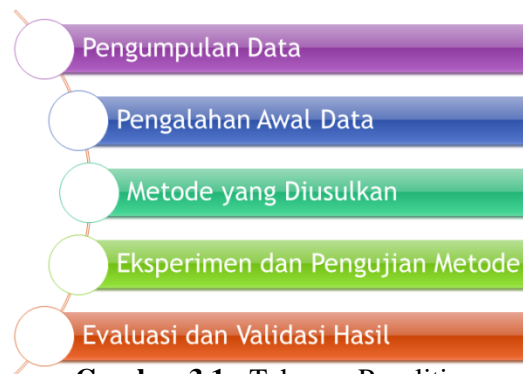 Pengumpulan Data
Pengalahan Awal Data
Metode yang Diusulkan
Eksperimen dan Pengujian Metode
Evaluasi dan Validasi Hasil